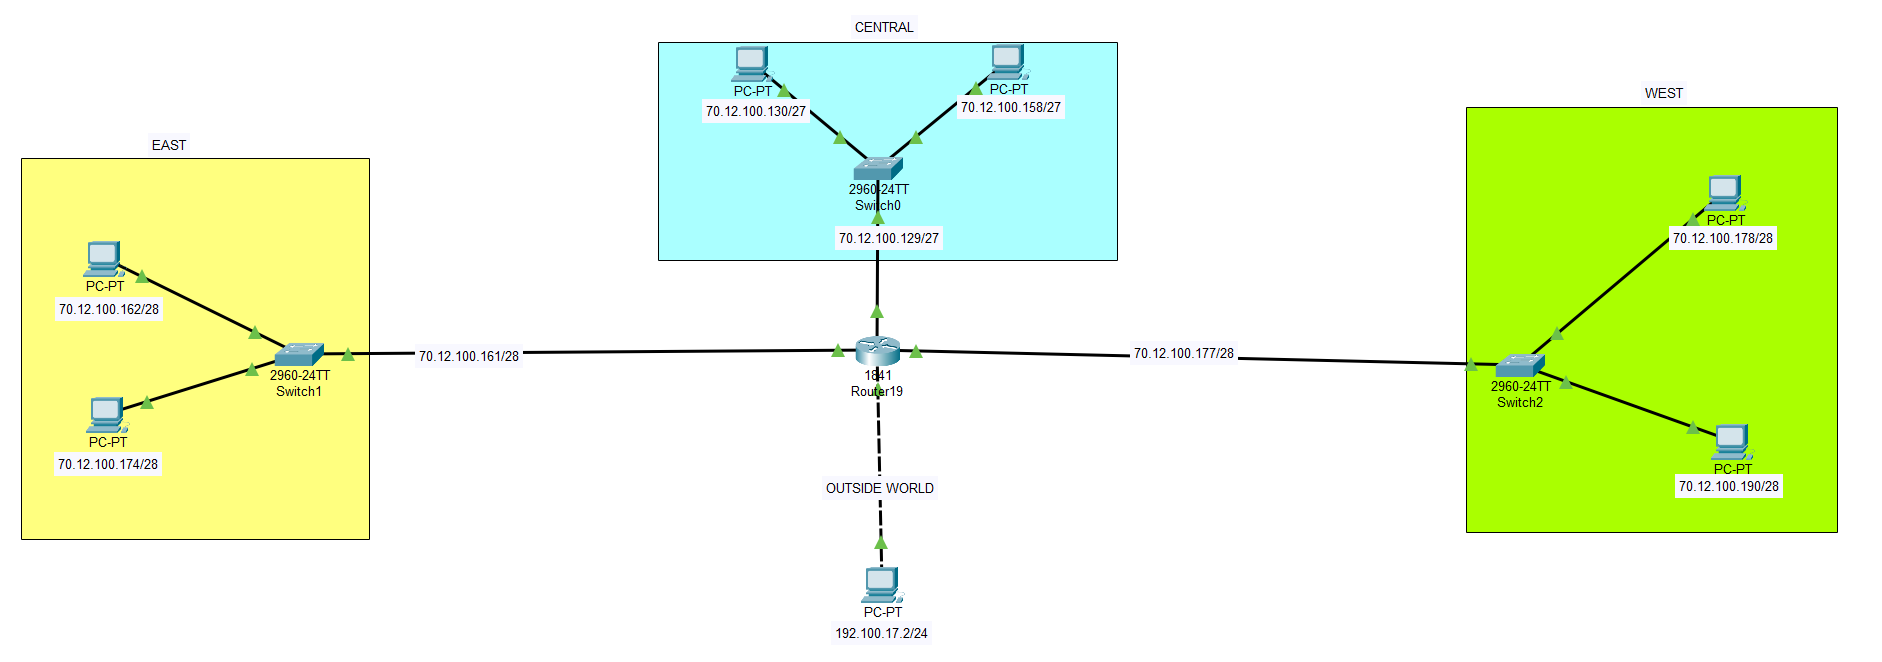 CENTRAL
PC-PT
70.12.100.130/27
PC-PT
70.12.100.158/27
2960-24TT
Switch0
70.12.100.129/27
EAST
PC-PT
70.12.100.162/28
PC-PT
70.12.100.174/28
2960-24TT
Switch1
70.12.100.161/28
1841
Router19
70.12.100.177/28
WEST
PC-PT
70.12.100.178/28
2960-24TT
Switch2
PC-PT
70.12.100.190/28
OUTSIDE WORLD
PC-PT
192.100.17.2/24